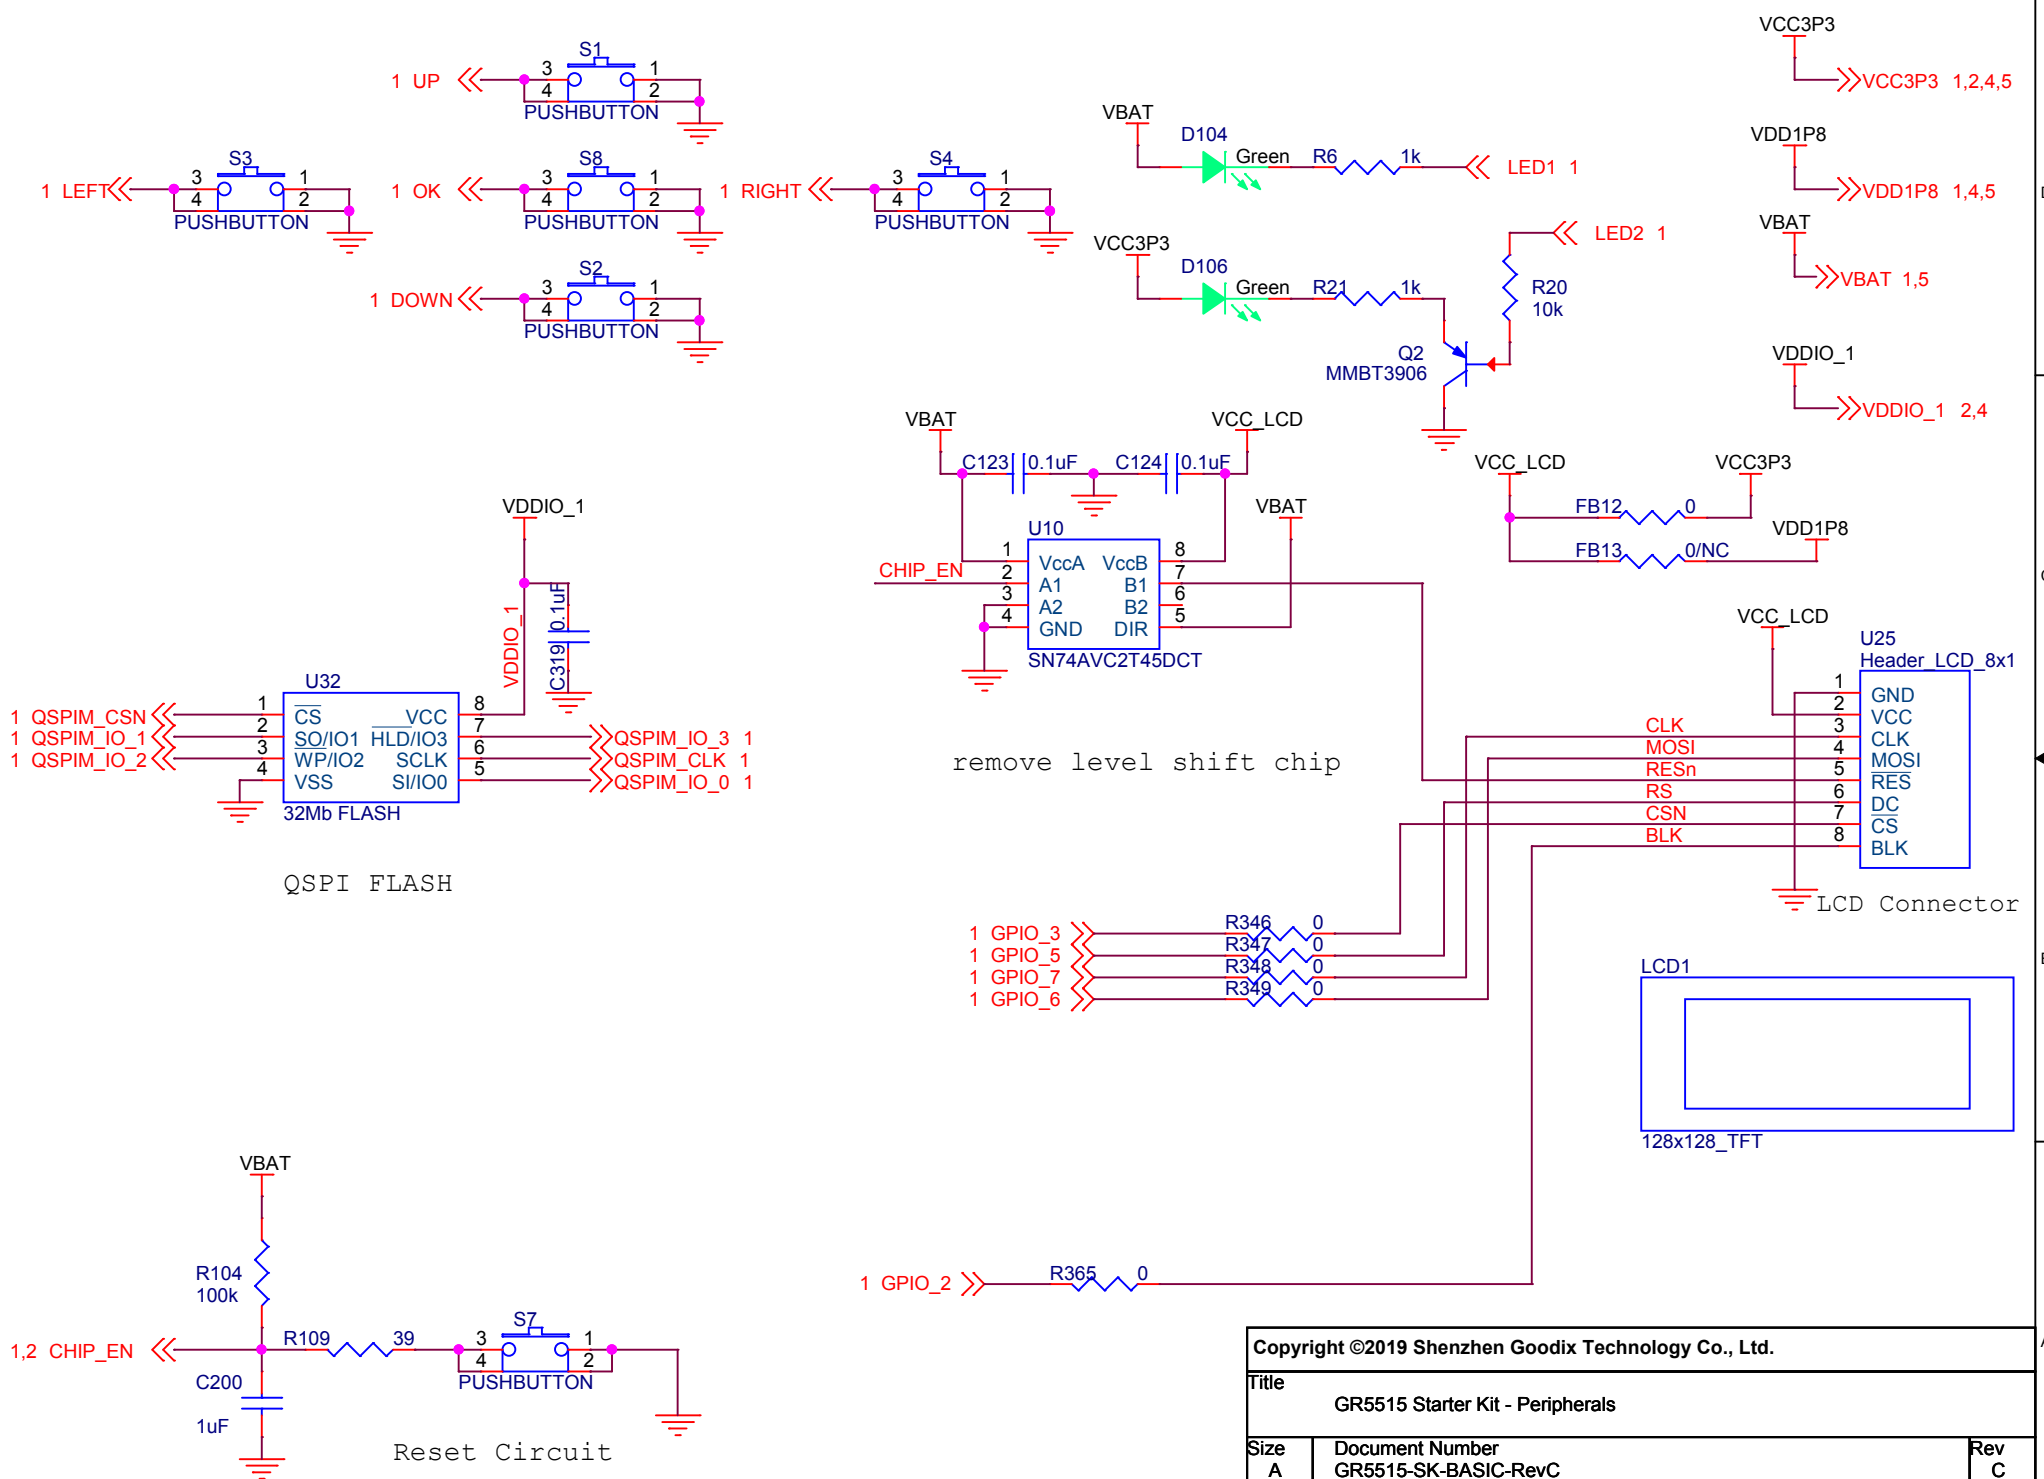 VCC3P3
VCC3P3 1,2,4,5
S1
1 UP
3
4
1
2
PUSHBUTTON
VBAT
D104
Green
R6
1k
LED1 1
VDD1P8
VDD1P8 1,4,5
S3
1 LEFT
3
4
1
2
PUSHBUTTON
S8
1 OK
3
4
1
2
PUSHBUTTON
S4
1 RIGHT
3
4
1
2
PUSHBUTTON
VBAT
VBAT 1,5
VCC3P3
D106
Green
R21
1k
LED2 1
R20
10k
S2
1 DOWN
3
4
1
2
PUSHBUTTON
Q2
MMBT3906
VDDIO_1
VDDIO_1 2,4
VBAT
VCC_LCD
C123
0.1uF
C124
0.1uF
VCC_LCD
VCC3P3
FB12
0
VDD1P8
FB13
0/NC
VDDIO_1
VDDIO_1
0.1uF
C319
U10
VBAT
CHIP_EN
1 VccA VccB 8
2 A1 B1 7
3 A2 B2 6
4 GND DIR 5
SN74AVC2T45DCT
VCC_LCD
U25
Header_LCD_8x1
1 GND
2 VCC
CLK 3 CLK
MOSI 4 MOSI
RESn 5 RES
RS 6 DC
CSN 7 CS
BLK 8 BLK
LCD Connector
U32
1 QSPIM_CSN 1 CS VCC 8
1 QSPIM_IO_1 2 SO/IO1 HLD/IO3 7 QSPIM_IO_3 1
1 QSPIM_IO_2 3 WP/IO2 SCLK 6 QSPIM_CLK 1
4 VSS SI/IO0 5 QSPIM_IO_0 1
32Mb FLASH
remove level shift chip
QSPI FLASH
1 GPIO_3 R346 0
1 GPIO_5 R347 0
1 GPIO_7 R348 0
1 GPIO_6 R349 0
LCD1
128x128_TFT
VBAT
R104
100k
1 GPIO_2 R365 0
1,2 CHIP_EN
R109
39
S7
3
4
1
2
PUSHBUTTON
C200
1uF
Reset Circuit
Copyright ©2019 Shenzhen Goodix Technology Co., Ltd.
Title
GR5515 Starter Kit - Peripherals
Size Document Number Rev
A GR5515-SK-BASIC-RevC C